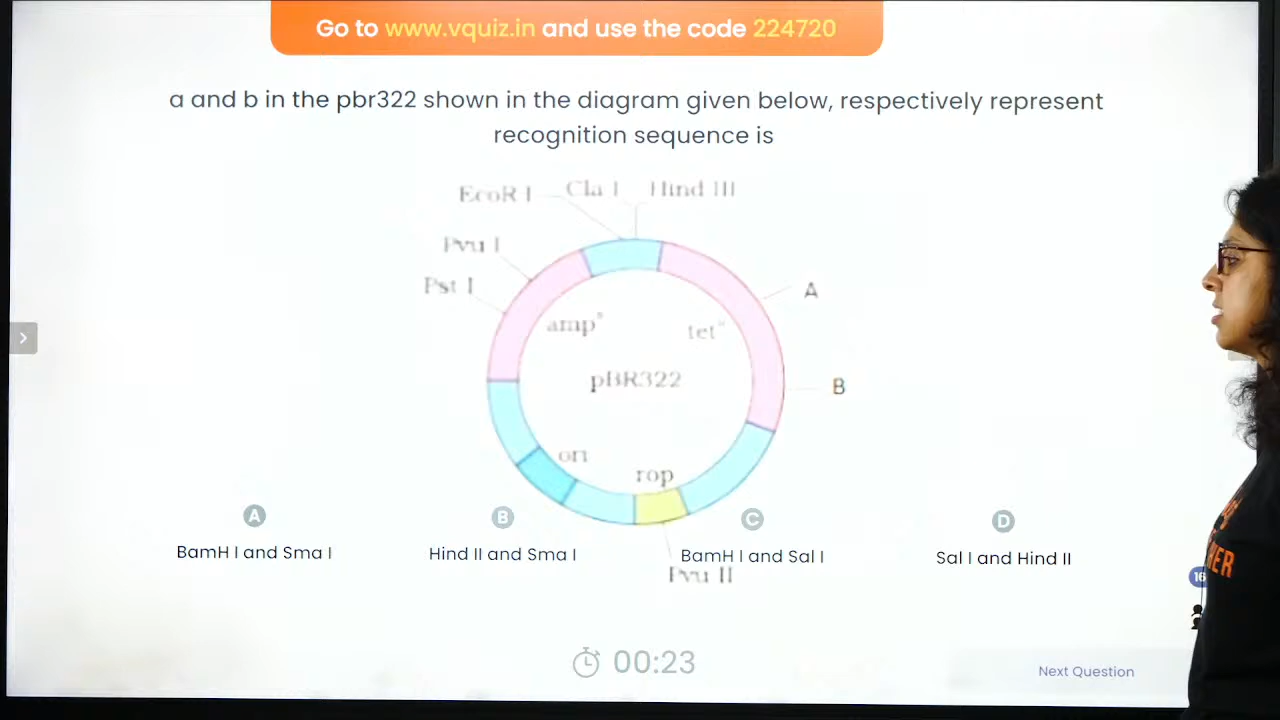 Go to www.vquiz.in and use the code 224720
a and b in the pbr322 shown in the diagram given below, respectively represent
recognition sequence is
EcoR I
Cla I
Hind III
Pvu I
Pst I
A
amp
tet
pBR322
B
ori
rop
A
B
C
D
BamH I and Sma I
Hind II and Sma I
BamH I and Sal I
Sal I and Hind II
Pvu II
16
00:23
Next Question